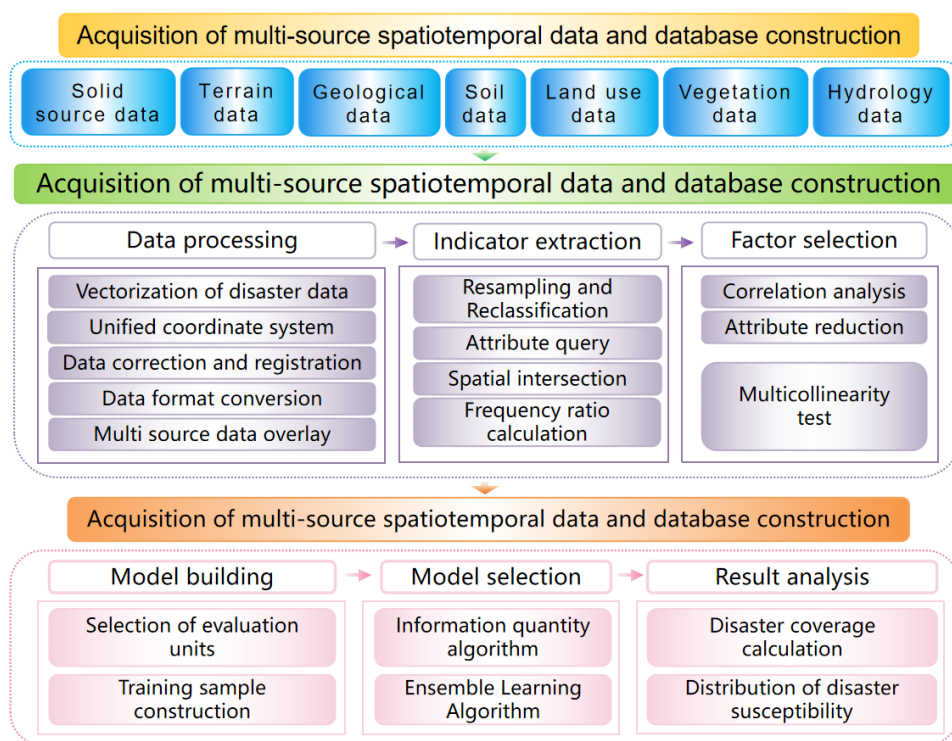 Acquisition of multi-source spatiotemporal data and database construction
Solid
source data
Terrain
data
Geological
data
Soil
data
Land use
data
Vegetation
data
Hydrology
data
Acquisition of multi-source spatiotemporal data and database construction
Data processing
Indicator extraction
Factor selection
Vectorization of disaster data
Unified coordinate system
Data correction and registration
Data format conversion
Multi source data overlay
Resampling and
Reclassification
Attribute query
Spatial intersection
Frequency ratio
calculation
Correlation analysis
Attribute reduction
Multicollinearity
test
Acquisition of multi-source spatiotemporal data and database construction
Model building
Model selection
Result analysis
Selection of evaluation
units
Training sample
construction
Information quantity
algorithm
Ensemble Learning
Algorithm
Disaster coverage
calculation
Distribution of disaster
susceptibility